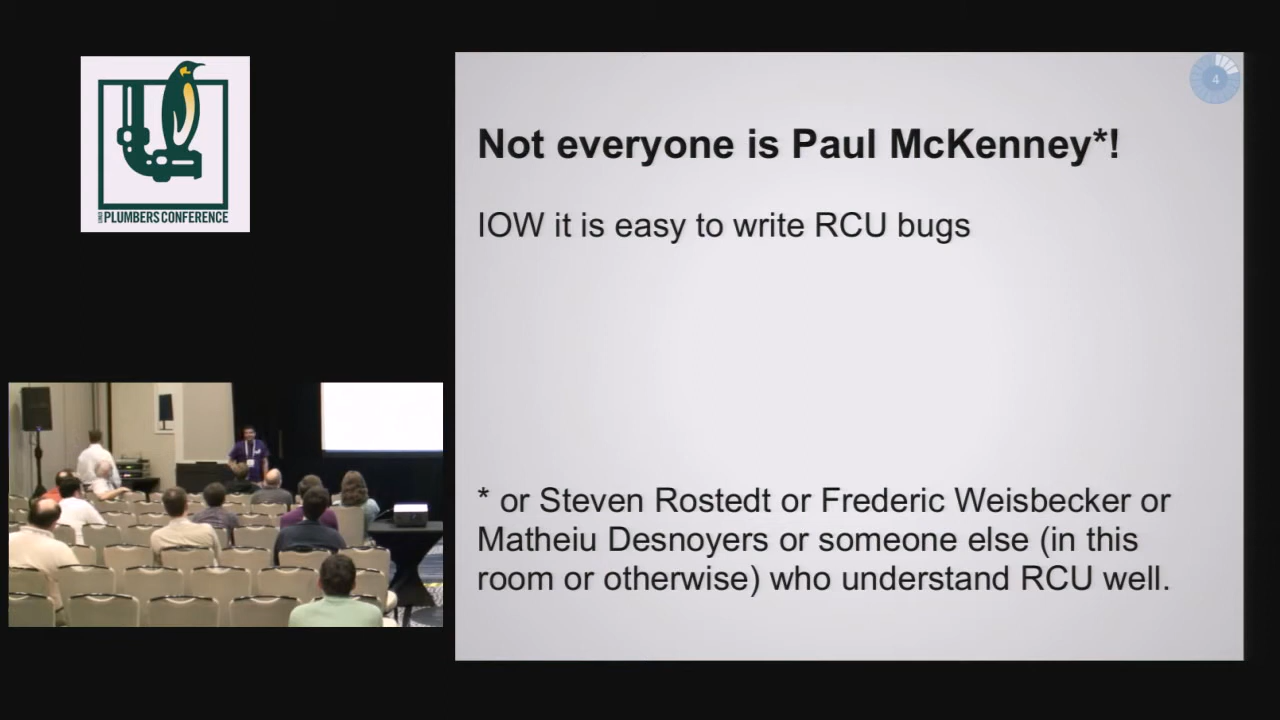 PLUMBERS CONFERENCE
4
Not everyone is Paul McKenney*!
IOW it is easy to write RCU bugs
* or Steven Rostedt or Frederic Weisbecker or
Matheiu Desnoyers or someone else (in this
room or otherwise) who understand RCU well.